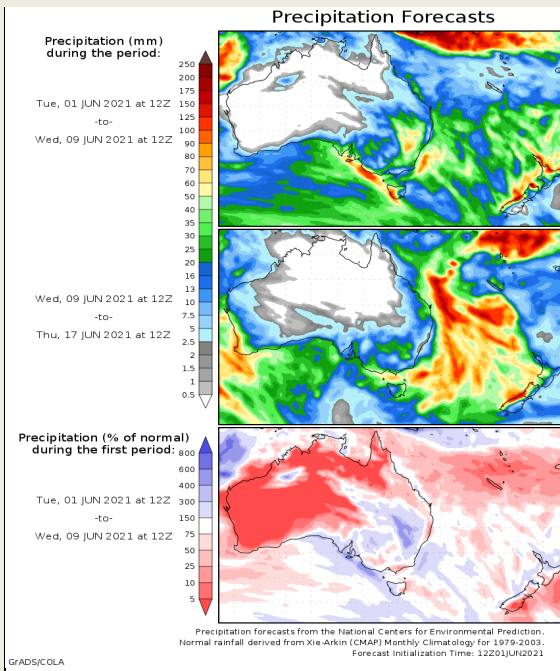 Precipitation Forecasts
Precipitation (mm)
during the period:
250
200
175
150
125
100
90
80
70
60
50
40
35
30
25
20
16
13
10
7.5
5
2.5
2
1.5
1
0.5
Tue, 01 JUN 2021 at 12Z
-to-
Wed, 09 JUN 2021 at 12Z
Wed, 09 JUN 2021 at 12Z
-to-
Thu, 17 JUN 2021 at 12Z
Precipitation (% of normal)
during the first period:
800
600
400
300
150
75
50
25
10
5
Tue, 01 JUN 2021 at 12Z
-to-
Wed, 09 JUN 2021 at 12Z
Precipitation forecasts from the National Centers for Environmental Prediction.
Normal rainfall derived from Xie-Arkin (CMAP) Monthly Climatology for 1979-2003.
Forecast Initialization Time: 12Z01JUN2021
GrADS/COLA